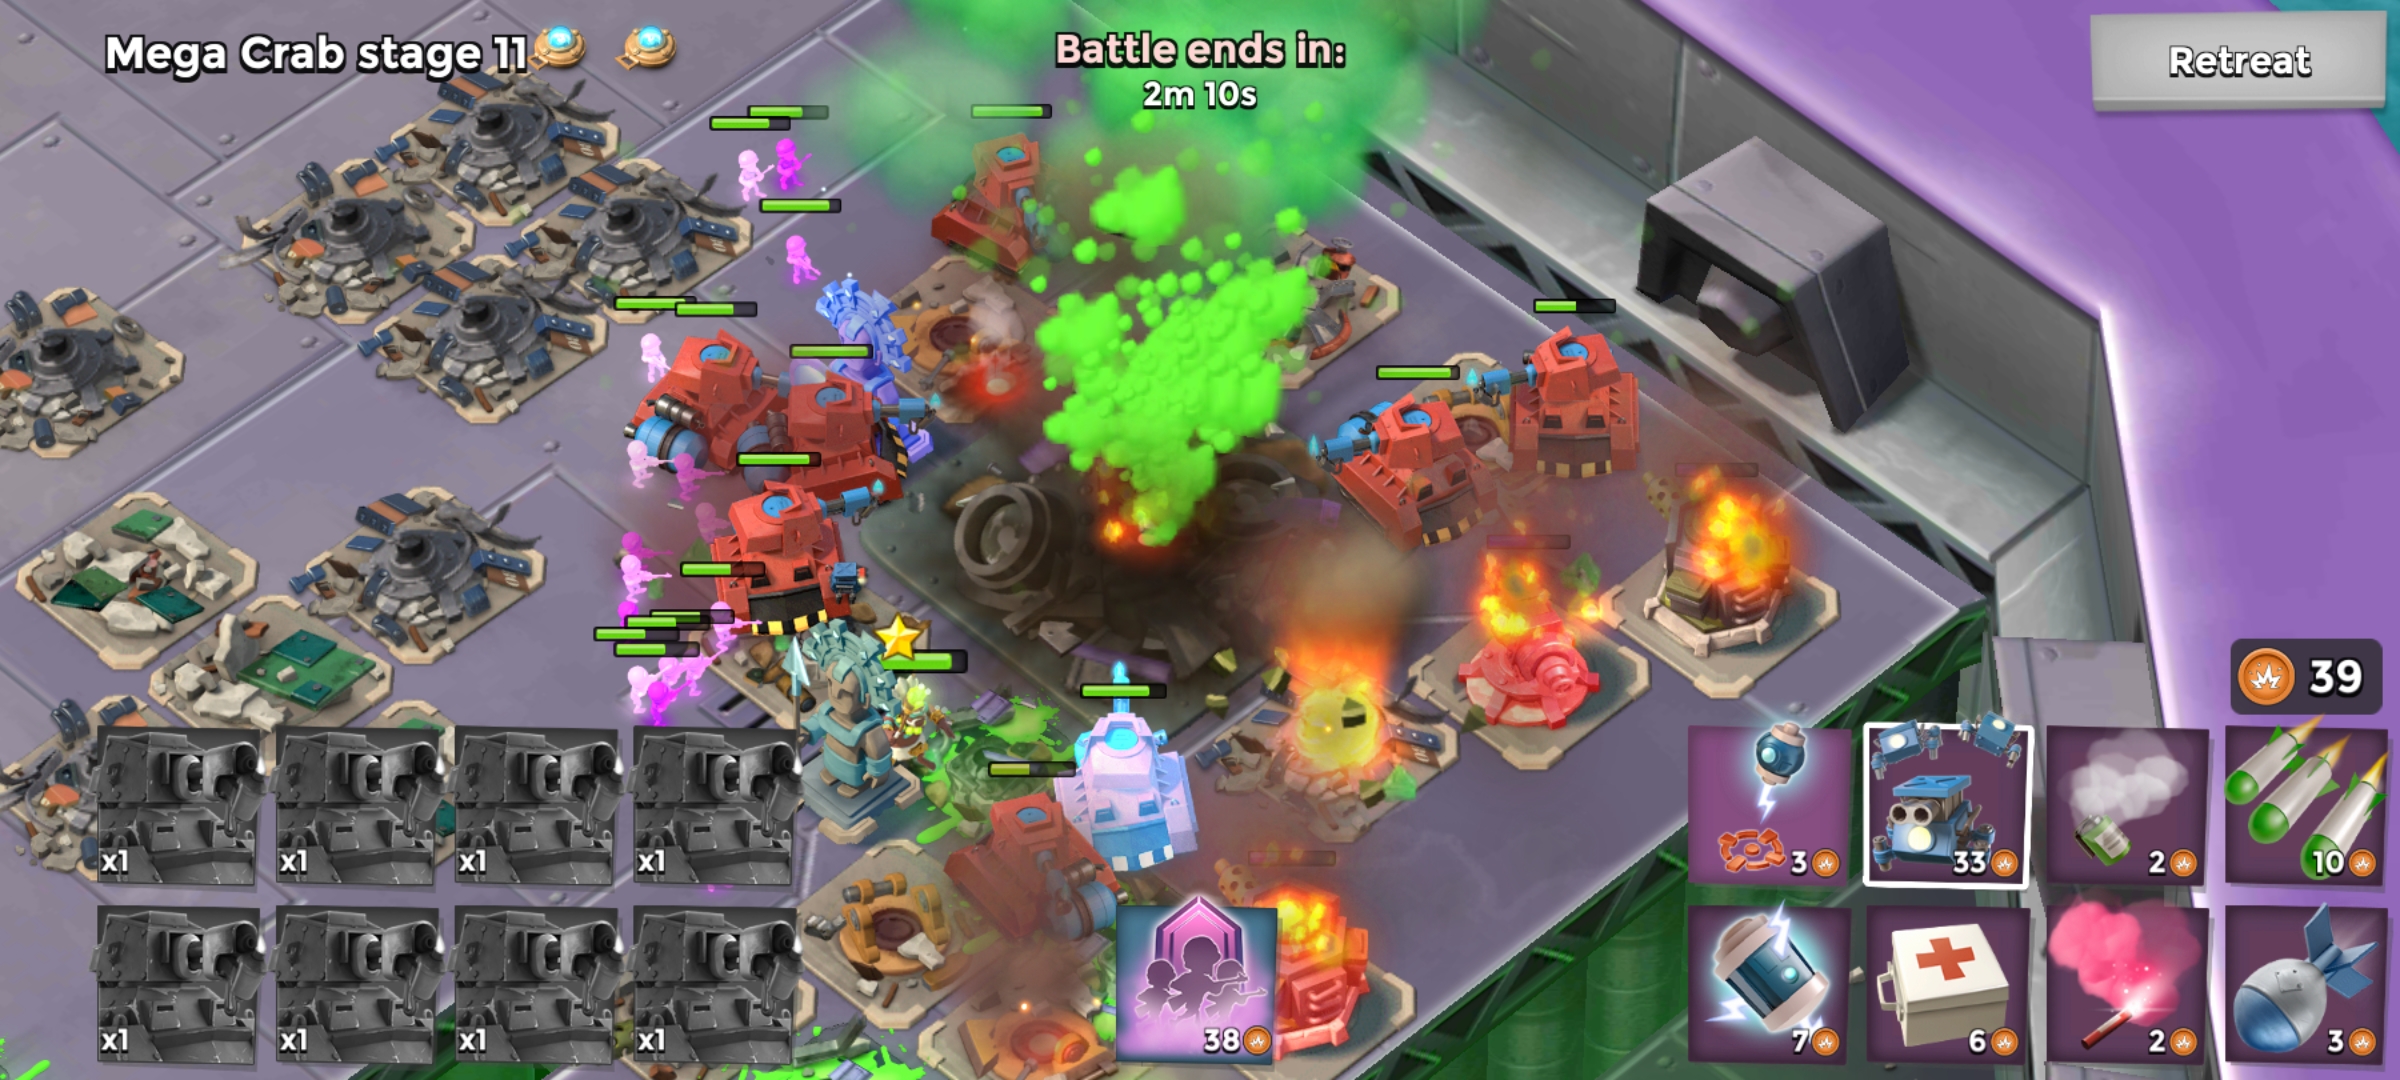 Mega Crab stage 11
Battle ends in:
2m 10s
Retreat
39
x1 x1 x1 x1
3 33 2 10
x1 x1 x1 x1
38
7 6 2 3